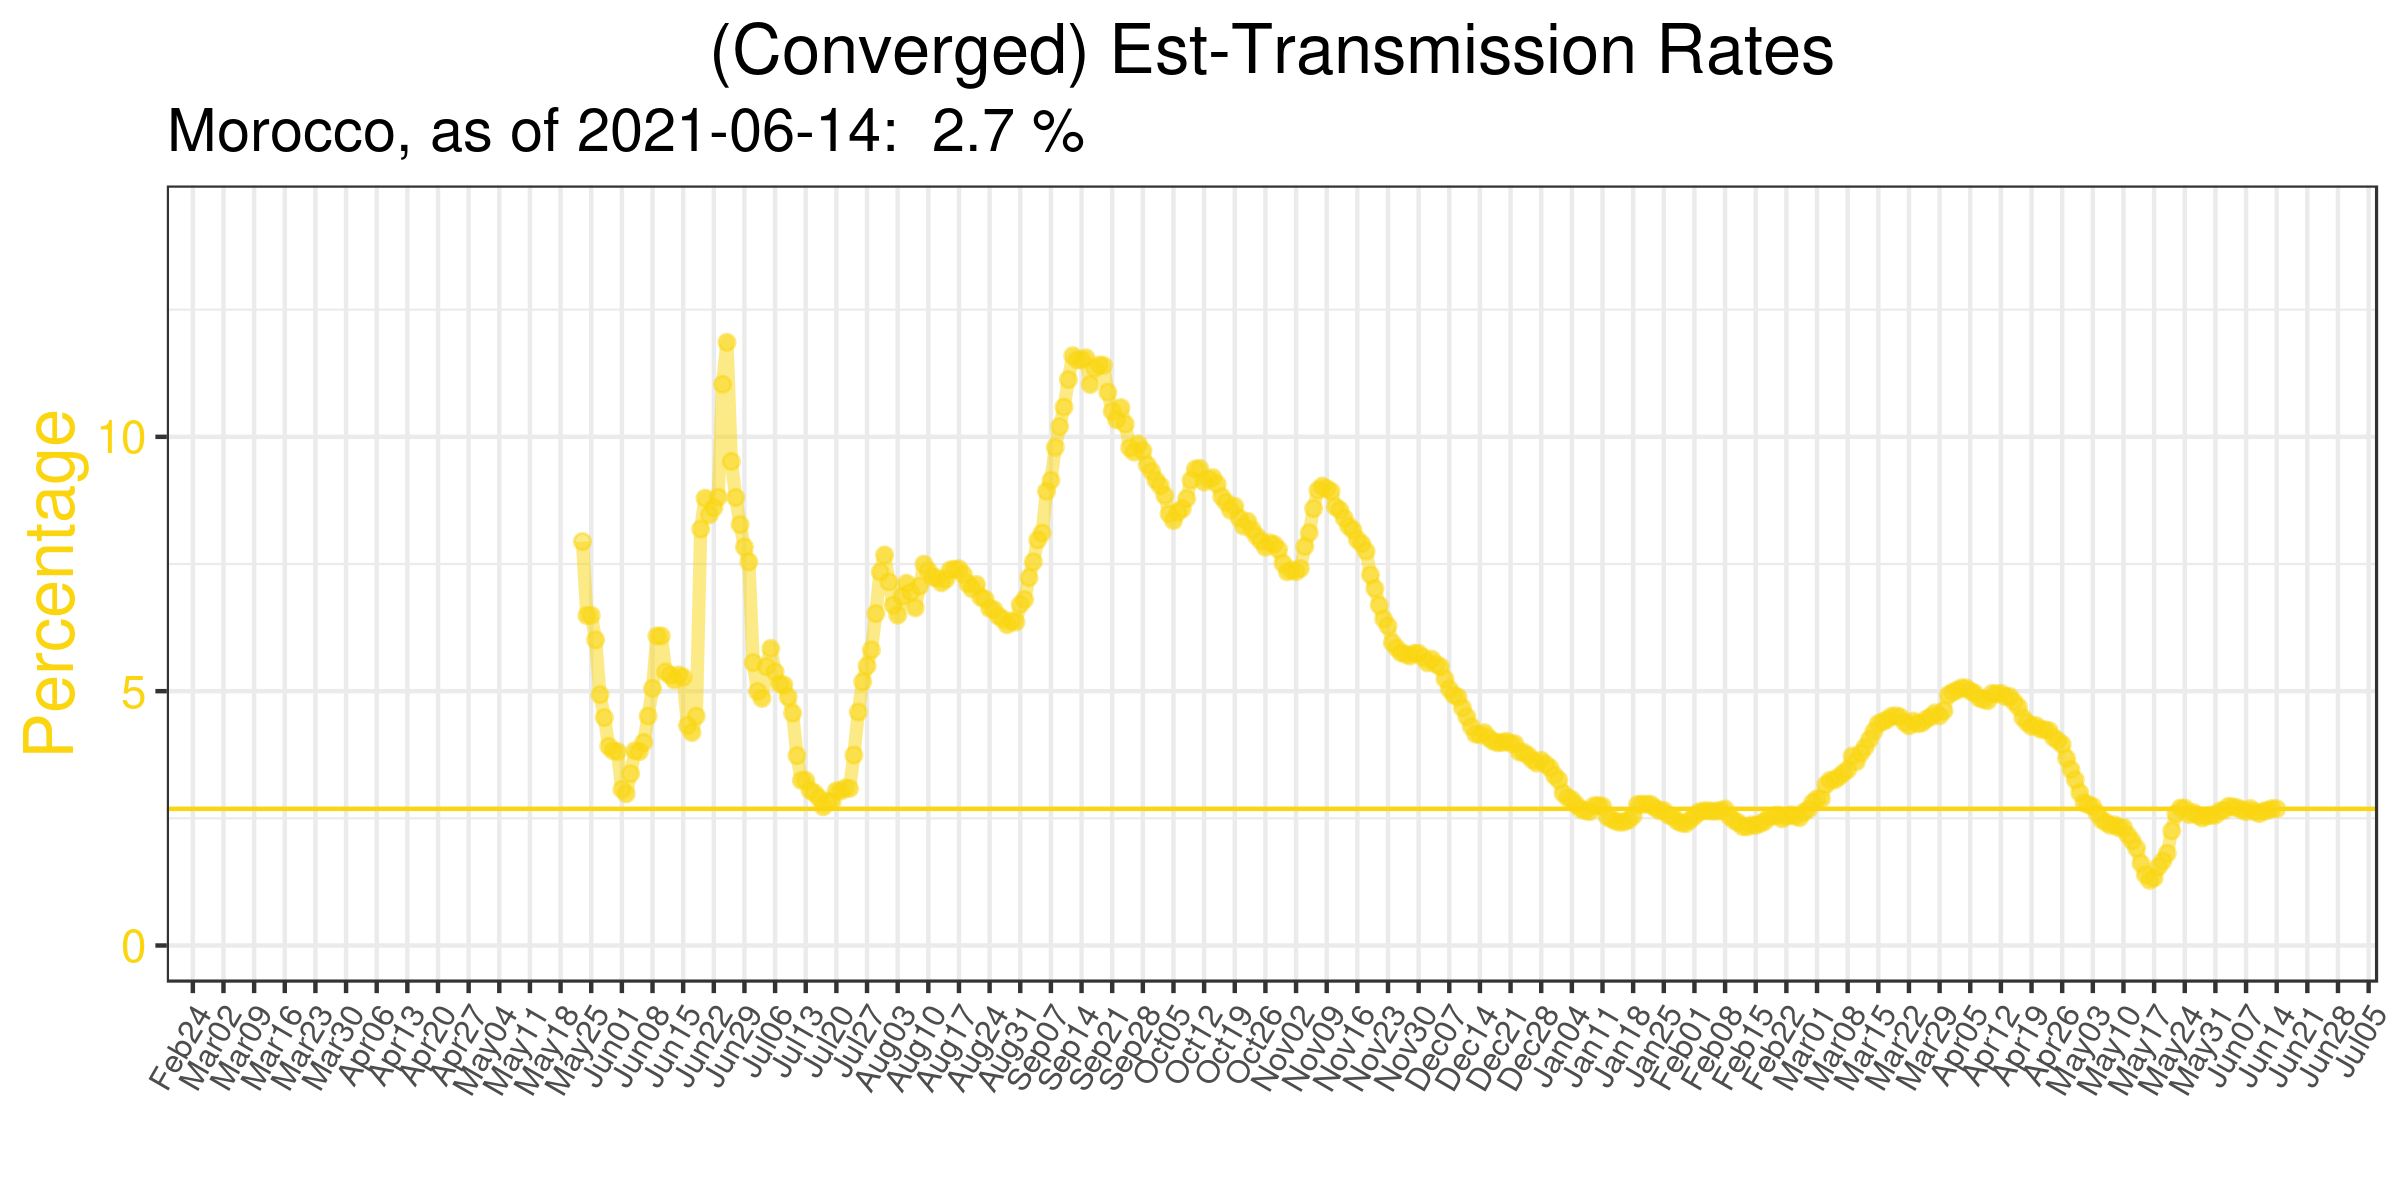 (Converged) Est-Transmission Rates
Morocco, as of 2021-06-14:  2.7 %
Percentage
10
5
0
Feb24
Mar02
Mar09
Mar16
Mar23
Mar30
Apr06
Apr13
Apr20
Apr27
May04
May11
May18
May25
Jun01
Jun08
Jun15
Jun22
Jun29
Jul06
Jul13
Jul20
Jul27
Aug03
Aug10
Aug17
Aug24
Aug31
Sep07
Sep14
Sep21
Sep28
Oct05
Oct12
Oct19
Oct26
Nov02
Nov09
Nov16
Nov23
Nov30
Dec07
Dec14
Dec21
Dec28
Jan04
Jan11
Jan18
Jan25
Feb01
Feb08
Feb15
Feb22
Mar01
Mar08
Mar15
Mar22
Mar29
Apr05
Apr12
Apr19
Apr26
May03
May10
May17
May24
May31
Jun07
Jun14
Jun21
Jun28
Jul05